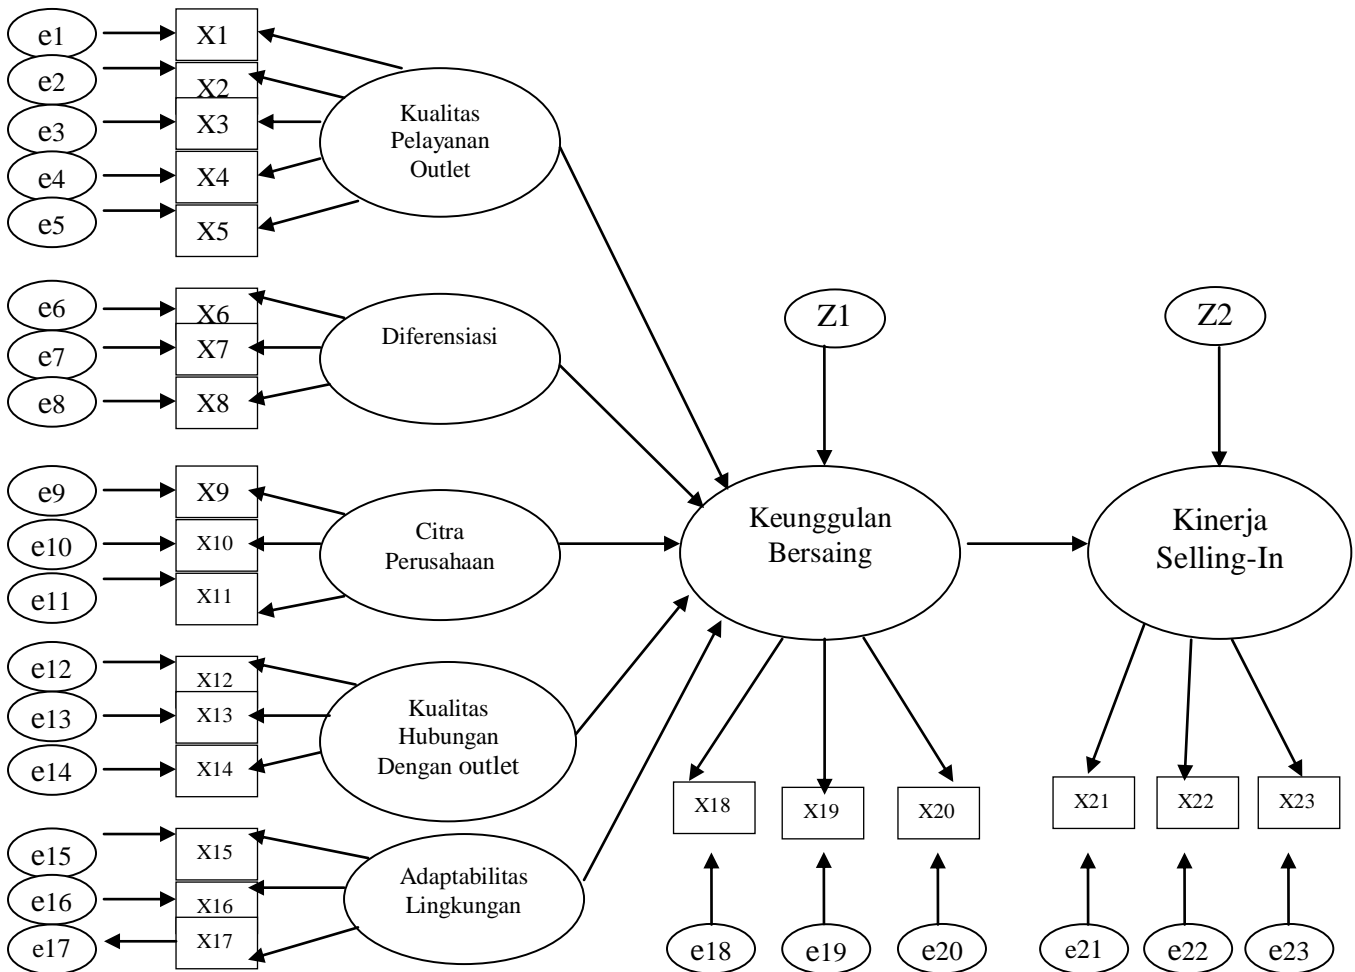 e1
X1
e2
X2
e3
X3
e4
X4
e5
X5
Kualitas
Pelayanan
Outlet
e6
X6
e7
X7
e8
X8
Diferensiasi
Z1
Z2
e9
X9
e10
X10
e11
X11
Citra
Perusahaan
Keunggulan
Bersaing
Kinerja
Selling-In
e12
X12
e13
X13
e14
X14
Kualitas
Hubungan
Dengan outlet
e15
X15
e16
X16
e17
X17
Adaptabilitas
Lingkungan
X18
X19
X20
X21
X22
X23
e18
e19
e20
e21
e22
e23